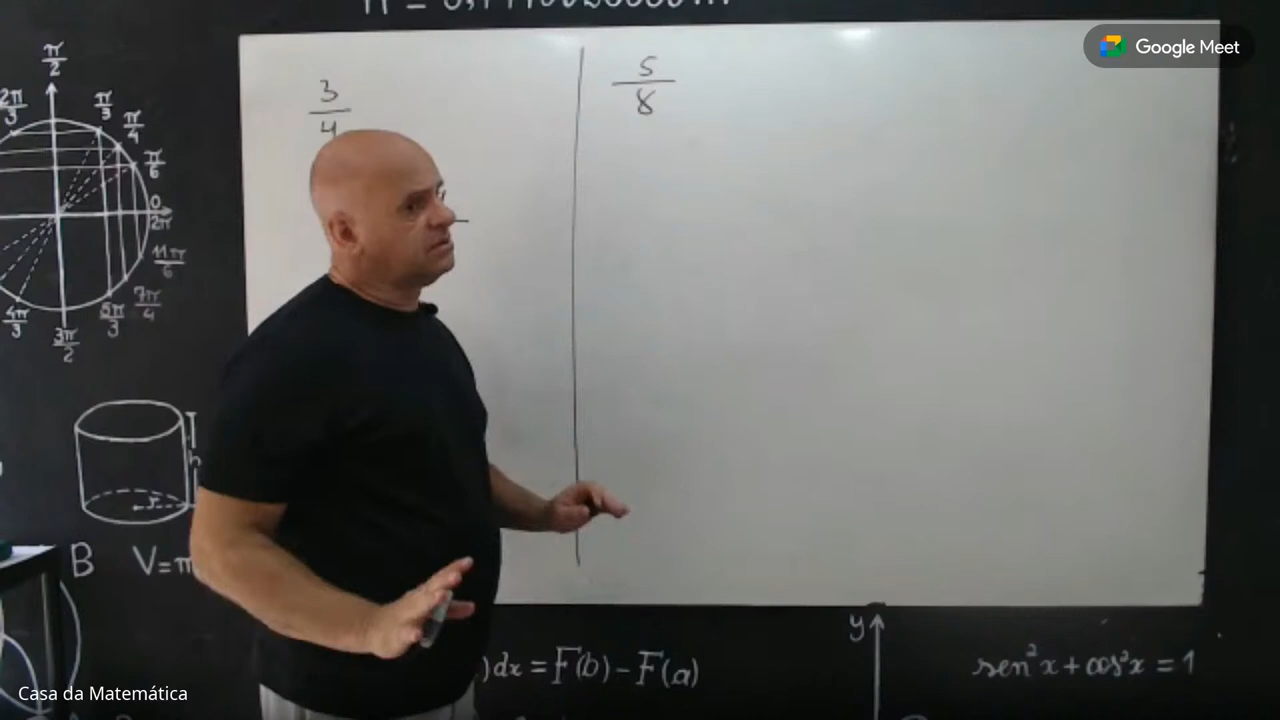 Google Meet
π/2
2π/3
π/3
π/4
π/6
0
2π
11π/6
7π/4
5π/3
3π/2
4π/3
3/4
5/8
h
r
B V=π
)dx = F(b) – F(a)
y
sen²x + cos²x = 1
Casa da Matemática